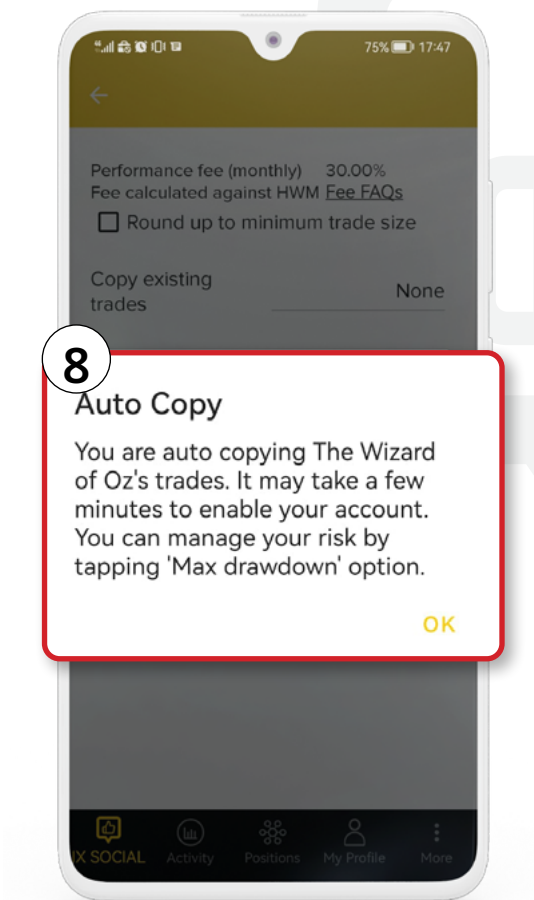 75% 17:47
Performance fee (monthly) 30.00%
Fee calculated against HWM Fee FAQs
Round up to minimum trade size
Copy existing
trades
None
8
Auto Copy
You are auto copying The Wizard
of Oz's trades. It may take a few
minutes to enable your account.
You can manage your risk by
tapping 'Max drawdown' option.
OK
IX SOCIAL Activity Positions My Profile More